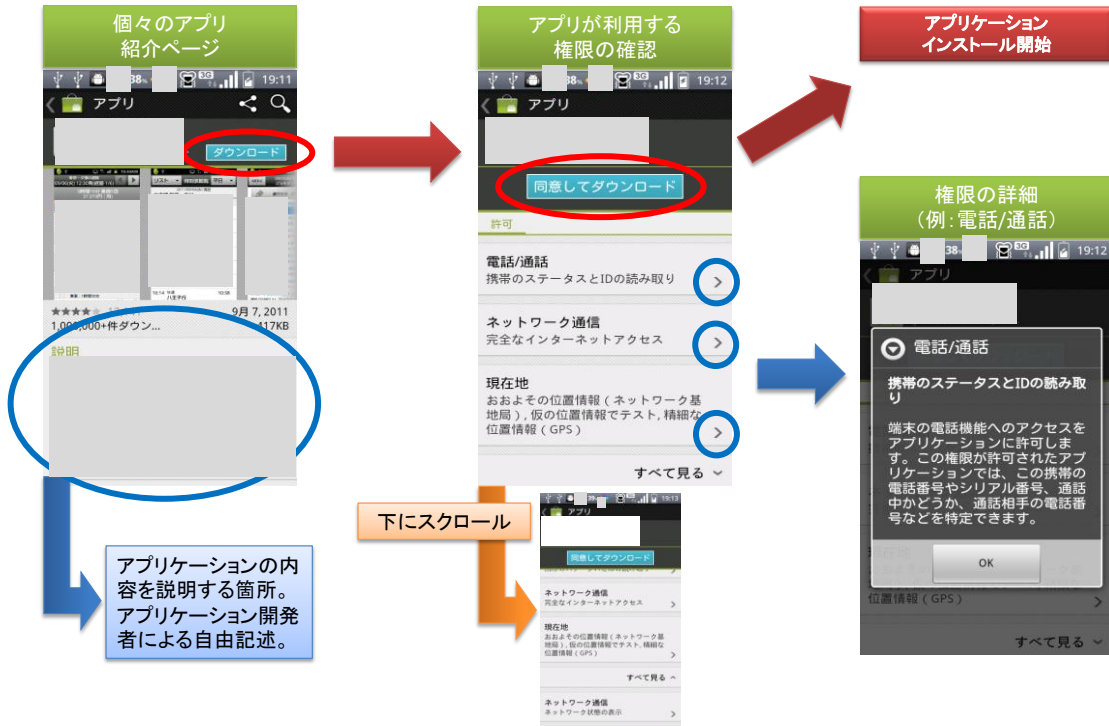 個々のアプリ
紹介ページ
19:11
アプリ
ダウンロード
9月 7, 2011
件ダウン...
417KB
説明
アプリケーションの内
容を説明する箇所。
アプリケーション開発
者による自由記述。
アプリが利用する
権限の確認
38%
3G
19:12
アプリ
同意してダウンロード
許可
電話/通話
携帯のステータスとIDの読み取り
ネットワーク通信
完全なインターネットアクセス
現在地
おおよその位置情報(ネットワーク基
地局), 仮の位置情報でテスト, 精細な
位置情報(GPS)
すべて見る
下にスクロール
19:13
アプリ
同意してダウンロード
ネットワーク通信
完全なインターネットアクセス
現在地
おおよその位置情報(ネットワーク基
地局), 仮の位置情報でテスト, 精細な
位置情報(GPS)
すべて見る
ネットワーク通信
ネットワーク状態の表示
アプリケーション
インストール開始
権限の詳細
(例:電話/通話)
3G
19:12
アプリ
電話/通話
携帯のステータスとIDの読み取
り
端末の電話機能へのアクセスを
アプリケーションに許可しま
す。この権限が許可されたアプ
リケーションでは、この携帯の
電話番号やシリアル番号、通話
中かどうか、通話相手の電話番
号などを特定できます。
OK
位置情報(GPS)
すべて見る